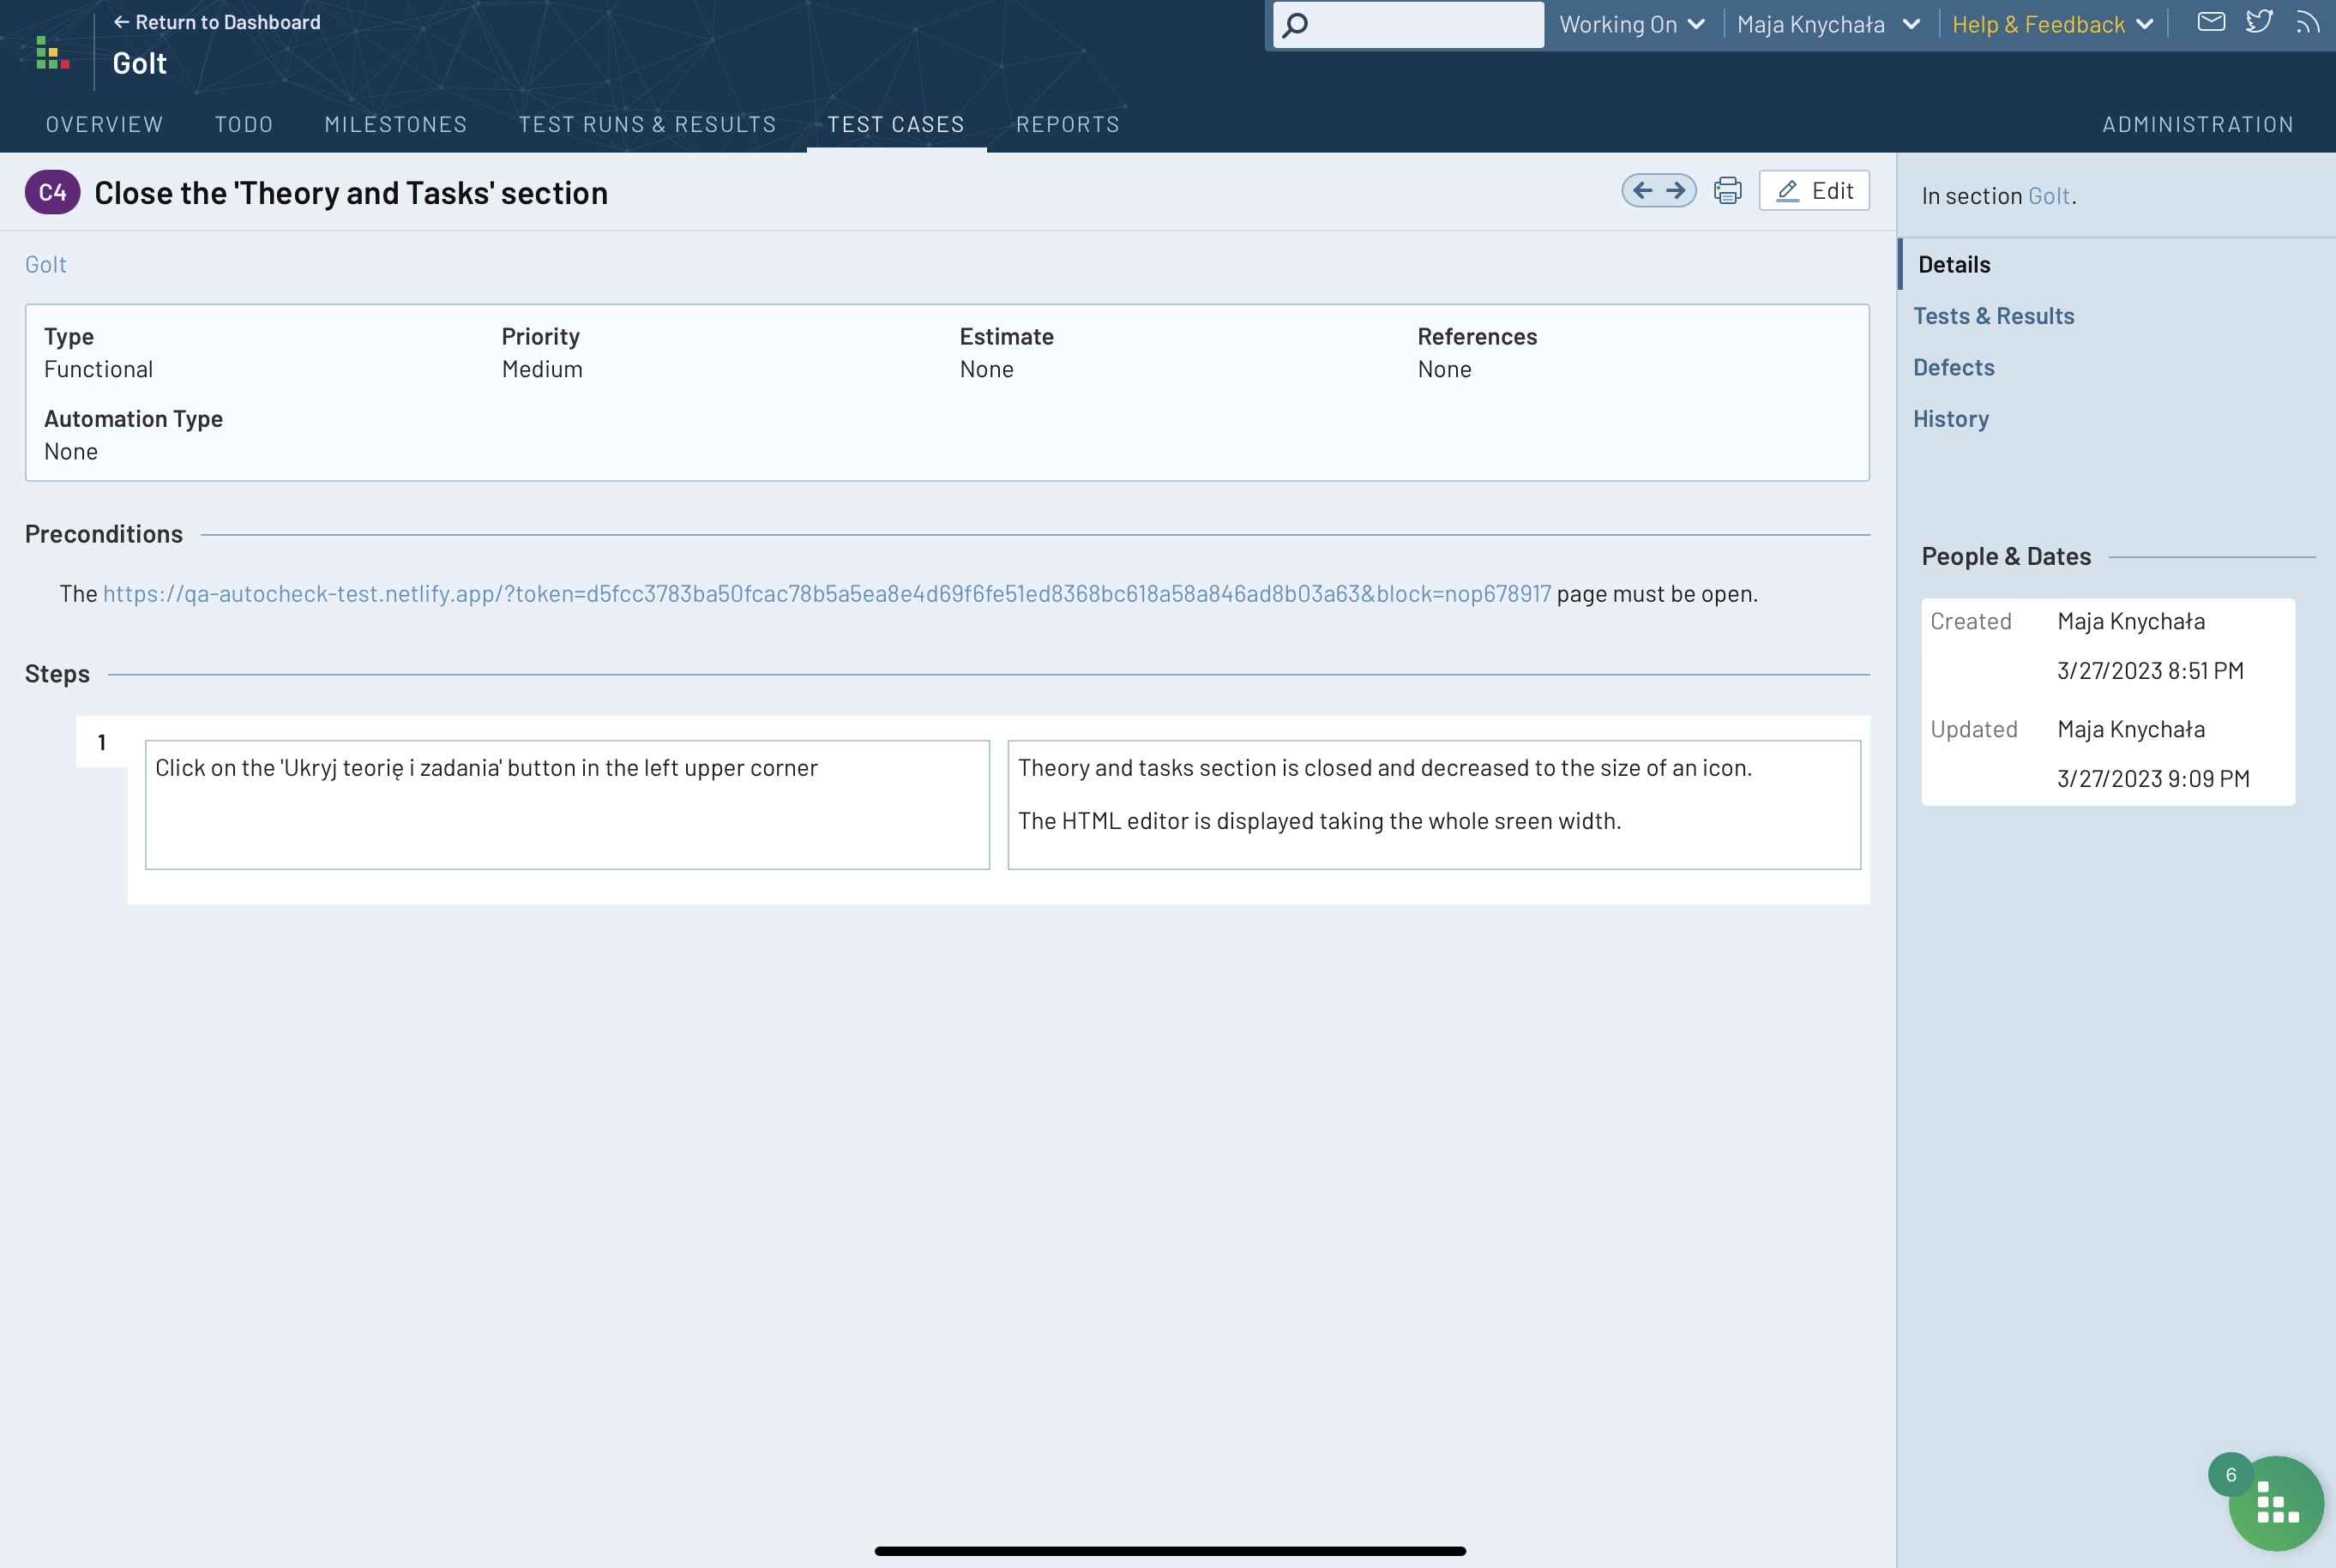 ← Return to Dashboard
GoIt
Working On
Maja Knychała
Help & Feedback
OVERVIEW
TODO
MILESTONES
TEST RUNS & RESULTS
TEST CASES
REPORTS
ADMINISTRATION
C4
Close the 'Theory and Tasks' section
Edit
In section GoIt.
GoIt
Details
Tests & Results
Defects
History
Type
Functional
Priority
Medium
Estimate
None
References
None
Automation Type
None
Preconditions
The https://qa-autocheck-test.netlify.app/?token=d5fcc3783ba50fcac78b5a5ea8e4d69f6fe51ed8368bc618a58a846ad8b03a63&block=nop678917 page must be open.
Steps
1
Click on the 'Ukryj teorię i zadania' button in the left upper corner
Theory and tasks section is closed and decreased to the size of an icon.
The HTML editor is displayed taking the whole sreen width.
People & Dates
Created
Maja Knychała
3/27/2023 8:51 PM
Updated
Maja Knychała
3/27/2023 9:09 PM
6